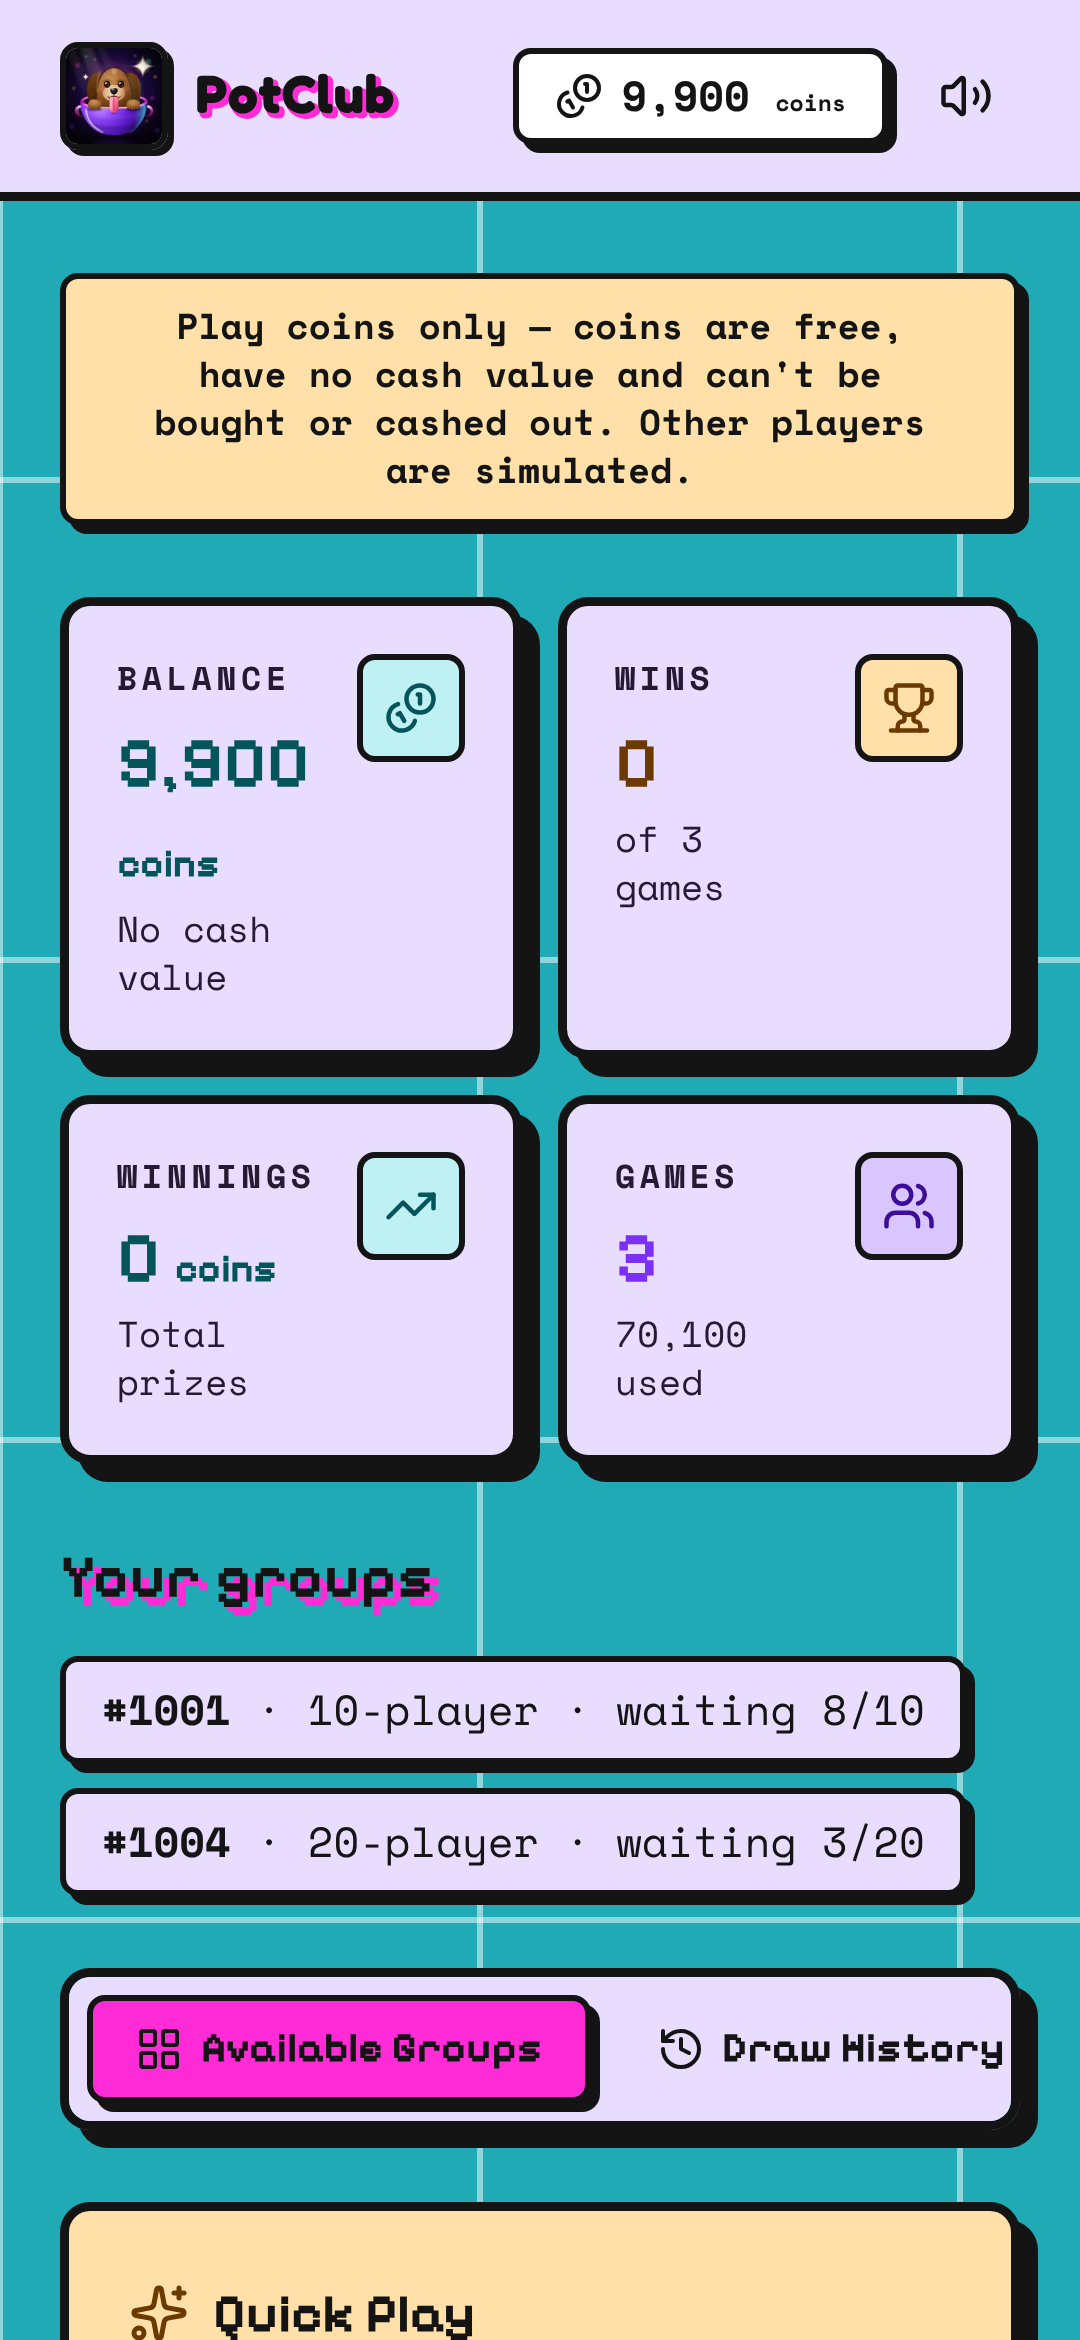 PotClub
9,900 coins
Play coins only — coins are free,
have no cash value and can't be
bought or cashed out. Other players
are simulated.
BALANCE
9,900
coins
No cash
value
WINS
0
of 3
games
WINNINGS
0 coins
Total
prizes
GAMES
3
70,100
used
Your groups
#1001 · 10-player · waiting 8/10
#1004 · 20-player · waiting 3/20
Available Groups
Draw History
Quick Play